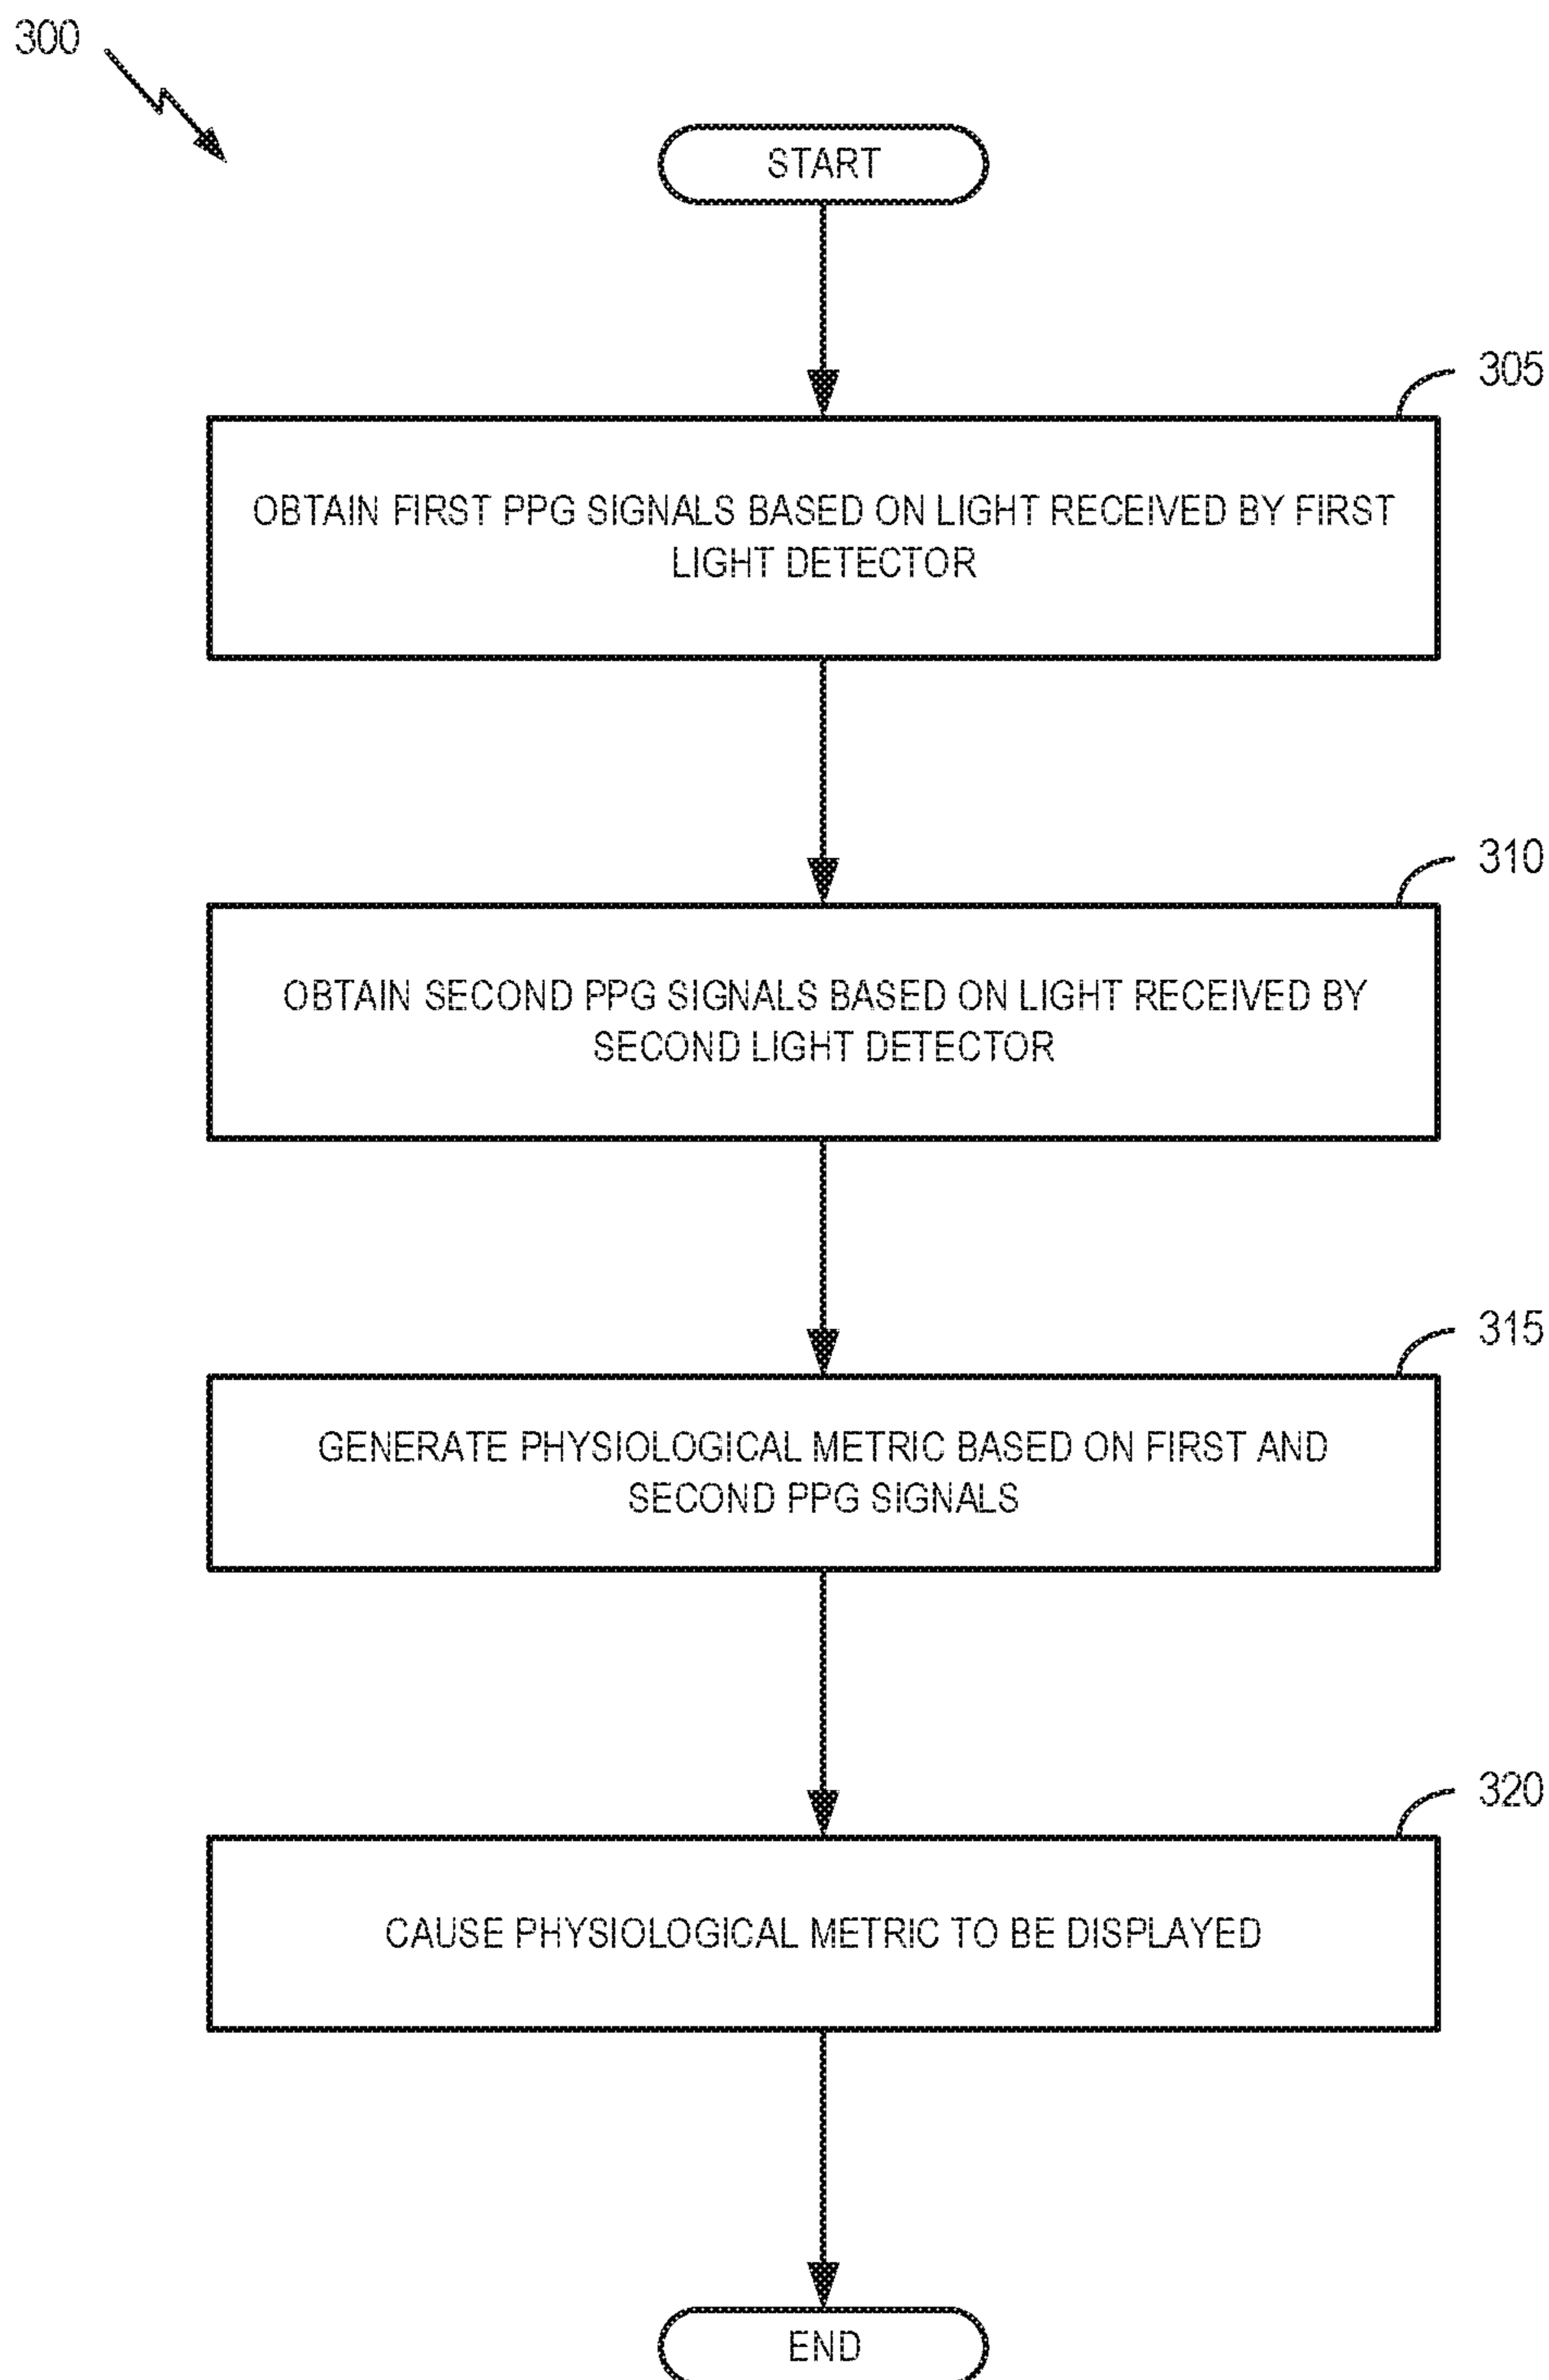 300
START
305
OBTAIN FIRST PPG SIGNALS BASED ON LIGHT RECEIVED BY FIRST
LIGHT DETECTOR
310
OBTAIN SECOND PPG SIGNALS BASED ON LIGHT RECEIVED BY
SECOND LIGHT DETECTOR
315
GENERATE PHYSIOLOGICAL METRIC BASED ON FIRST AND
SECOND PPG SIGNALS
320
CAUSE PHYSIOLOGICAL METRIC TO BE DISPLAYED
END